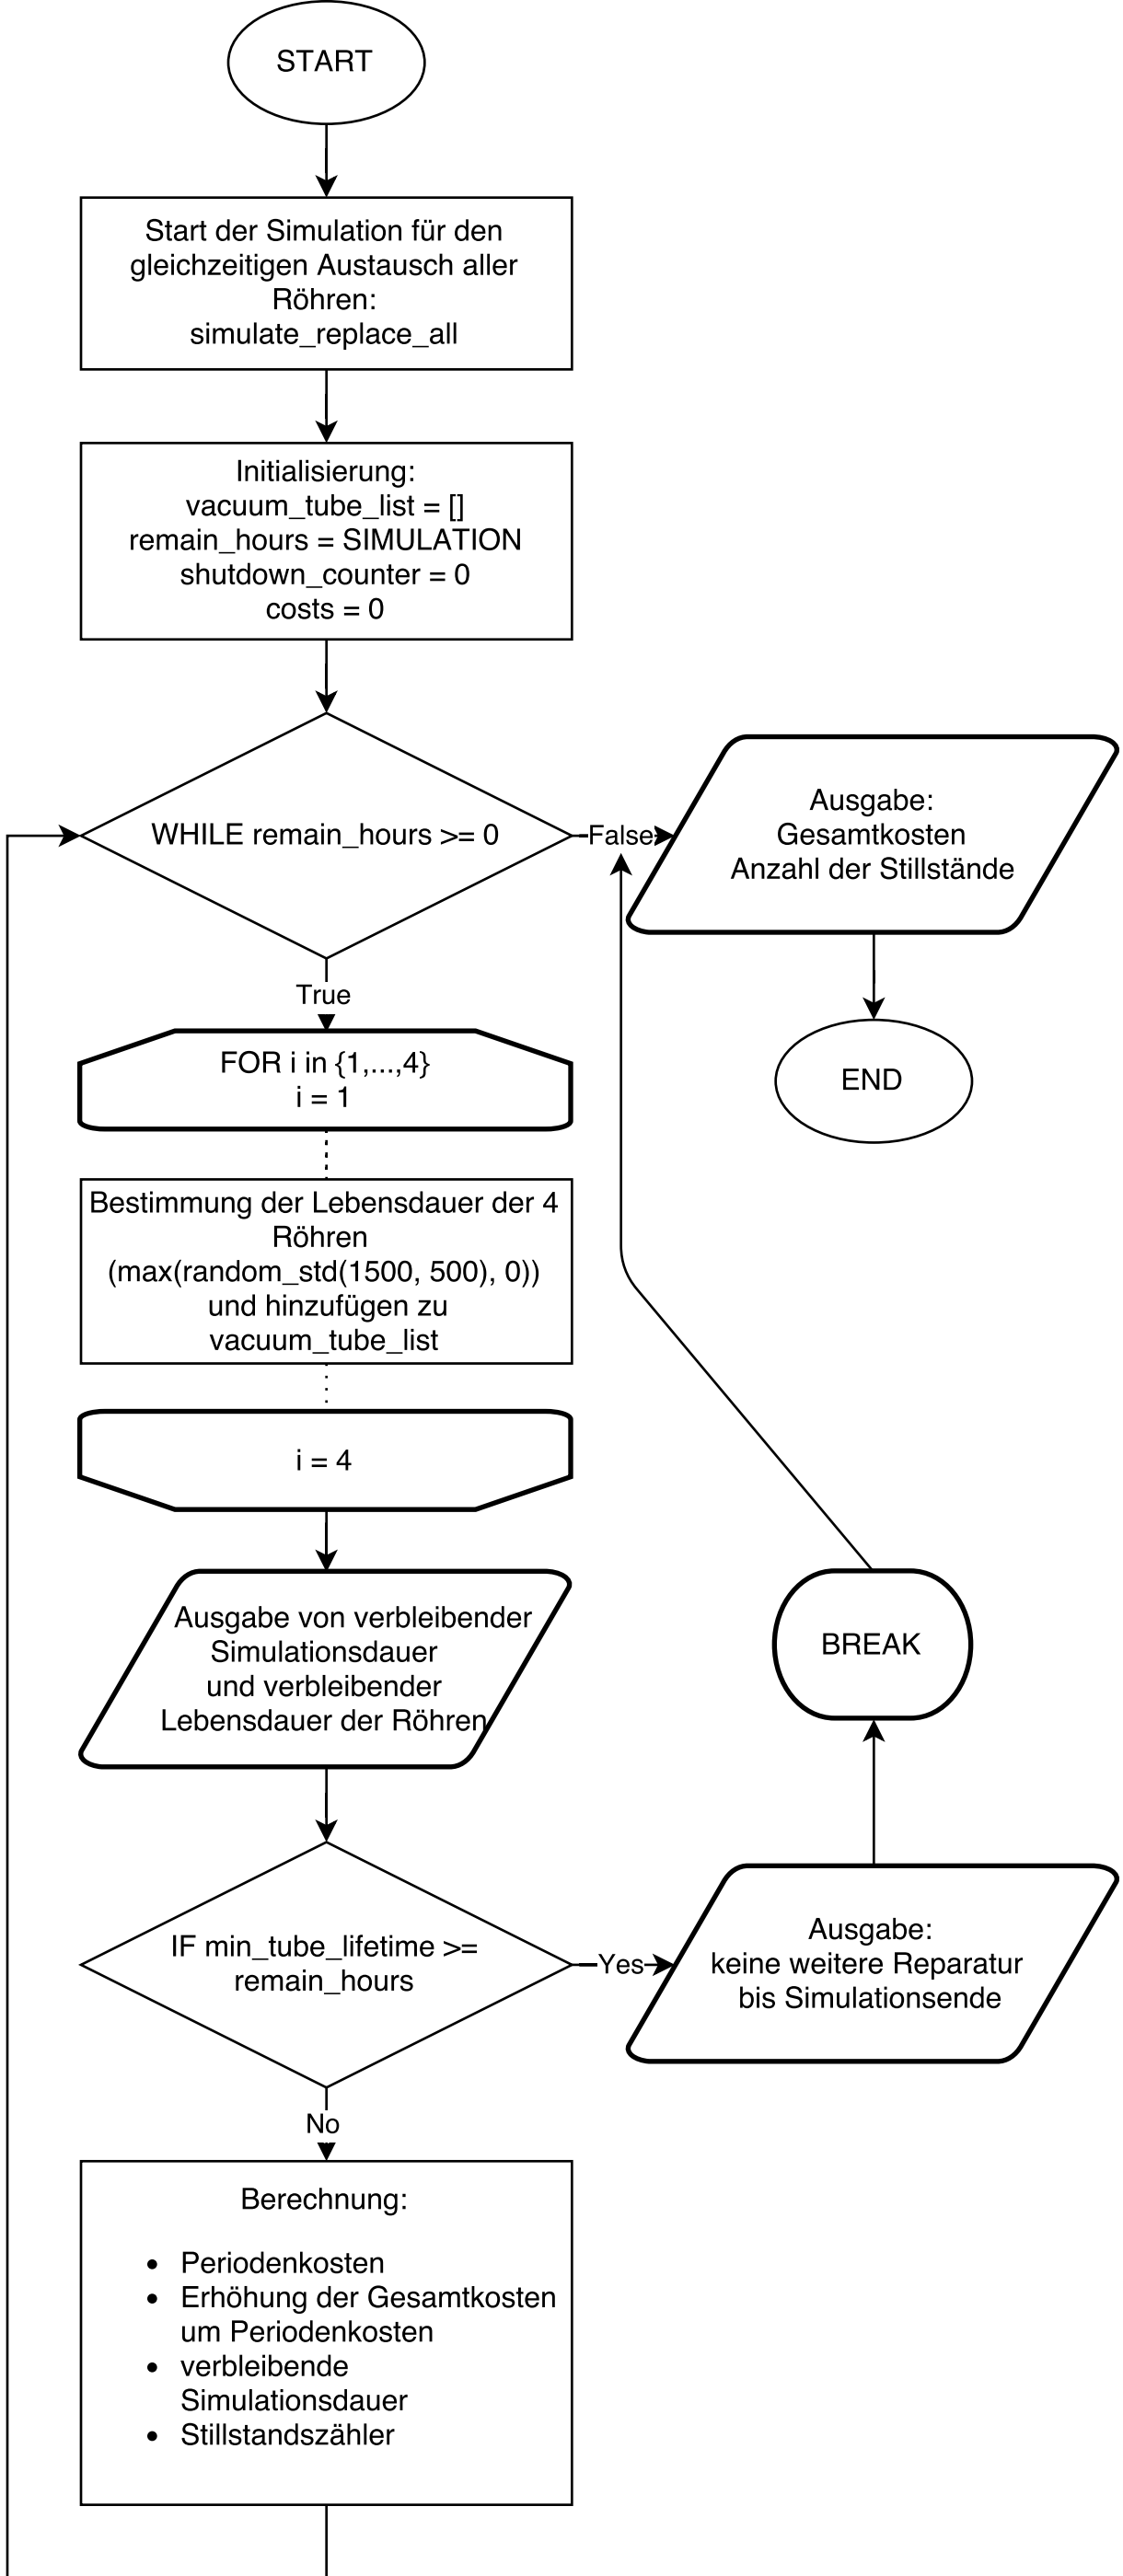 START
Start der Simulation für den
gleichzeitigen Austausch aller
Röhren:
simulate_replace_all
Initialisierung:
vacuum_tube_list = []
remain_hours = SIMULATION
shutdown_counter = 0
costs = 0
WHILE remain_hours >= 0
False
Ausgabe:
Gesamtkosten
Anzahl der Stillstände
END
True
FOR i in {1,...,4}
i = 1
Bestimmung der Lebensdauer der 4
Röhren
(max(random_std(1500, 500), 0))
und hinzufügen zu
vacuum_tube_list
i = 4
Ausgabe von verbleibender
Simulationsdauer
und verbleibender
Lebensdauer der Röhren
BREAK
IF min_tube_lifetime >=
remain_hours
Yes
Ausgabe:
keine weitere Reparatur
bis Simulationsende
No
Berechnung:
• Periodenkosten
• Erhöhung der Gesamtkosten
um Periodenkosten
• verbleibende
Simulationsdauer
• Stillstandszähler